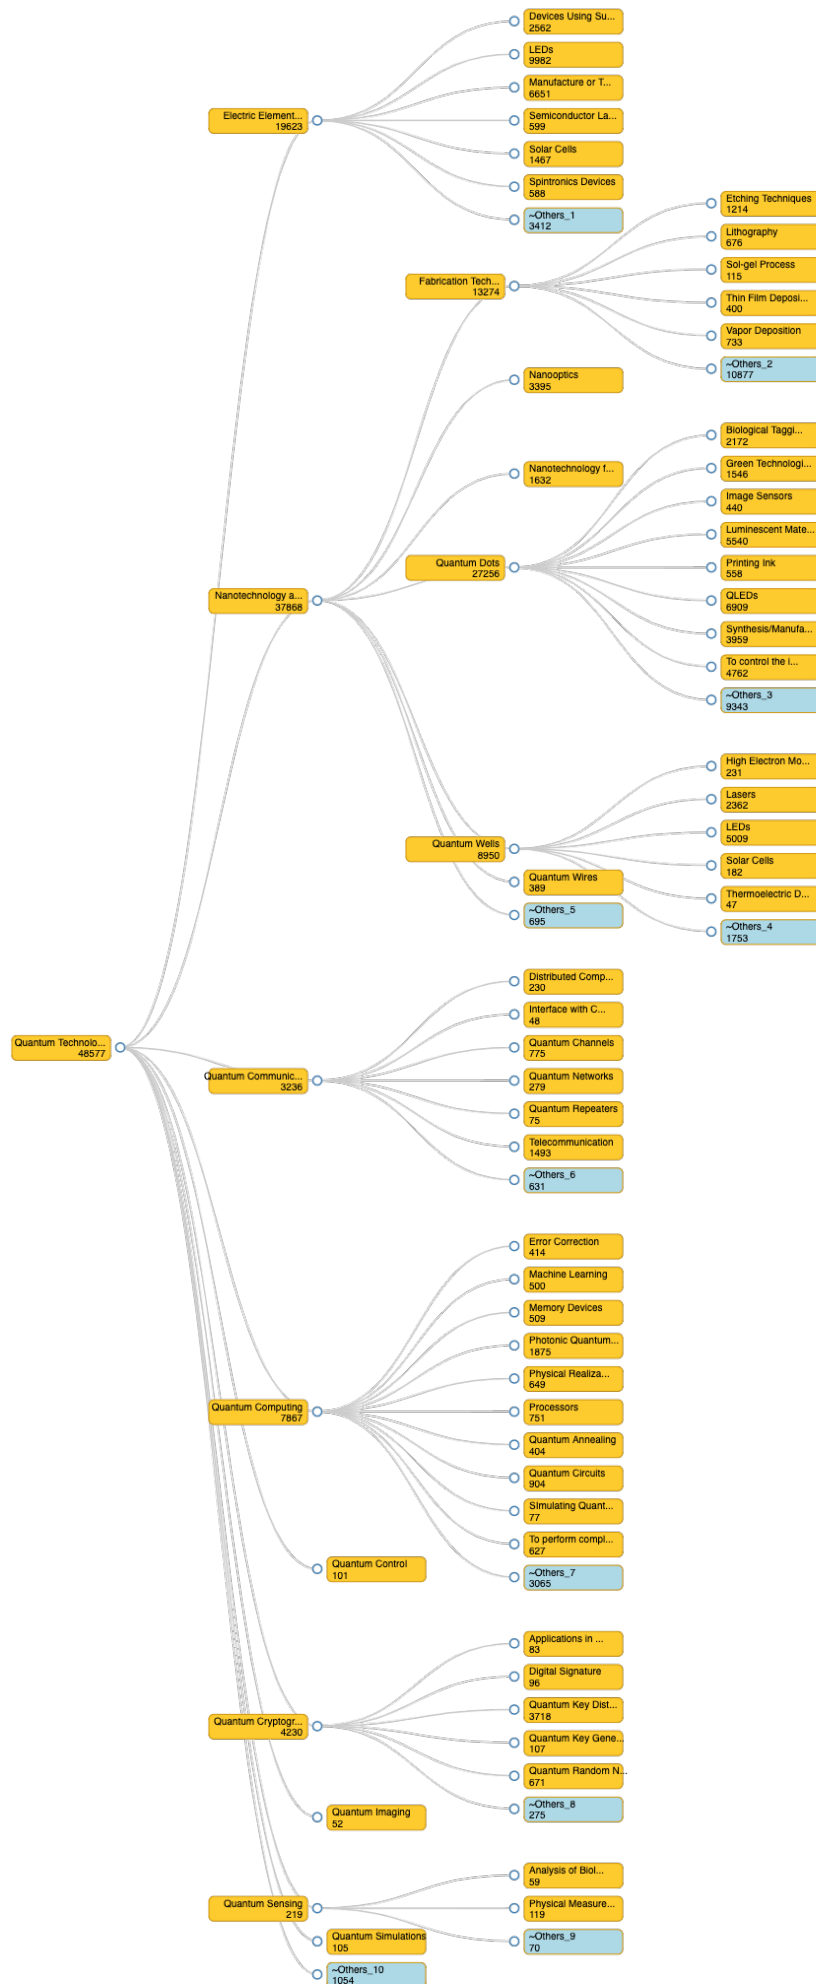 Devices Using Su...
2562
LEDs
9982
Manufacture or T...
6651
Electric Element...
19623
Semiconductor La...
599
Solar Cells
1467
Spintronics Devices
588
~Others_1
3412
Etching Techniques
1214
Lithography
676
Sol-gel Process
115
Fabrication Tech...
13274
Thin Film Deposi...
400
Vapor Deposition
733
~Others_2
10877
Nanooptics
3395
Biological Taggi...
2172
Nanotechnology f...
1632
Green Technologi...
1546
Image Sensors
440
Luminescent Mate...
5540
Quantum Dots
27256
Printing Ink
558
Nanotechnology a...
37868
QLEDs
6909
Synthesis/Manufa...
3959
To control the i...
4762
~Others_3
9343
High Electron Mo...
231
Lasers
2362
LEDs
5009
Quantum Wells
8950
Solar Cells
182
Quantum Wires
389
Thermoelectric D...
47
~Others_5
695
~Others_4
1753
Distributed Comp...
230
Interface with C...
48
Quantum Technolo...
48577
Quantum Channels
775
Quantum Communic...
3236
Quantum Networks
279
Quantum Repeaters
75
Telecommunication
1493
~Others_6
631
Error Correction
414
Machine Learning
500
Memory Devices
509
Photonic Quantum...
1875
Physical Realiza...
649
Quantum Computing
7867
Processors
751
Quantum Annealing
404
Quantum Circuits
904
SImulating Quant...
77
To perform compl...
627
Quantum Control
101
~Others_7
3065
Applications in ...
83
Digital Signature
96
Quantum Key Dist...
3718
Quantum Cryptogr...
4230
Quantum Key Gene...
107
Quantum Random N...
671
~Others_8
275
Quantum Imaging
52
Analysis of Biol...
59
Quantum Sensing
219
Physical Measure...
119
Quantum Simulations
105
~Others_9
70
~Others_10
1054